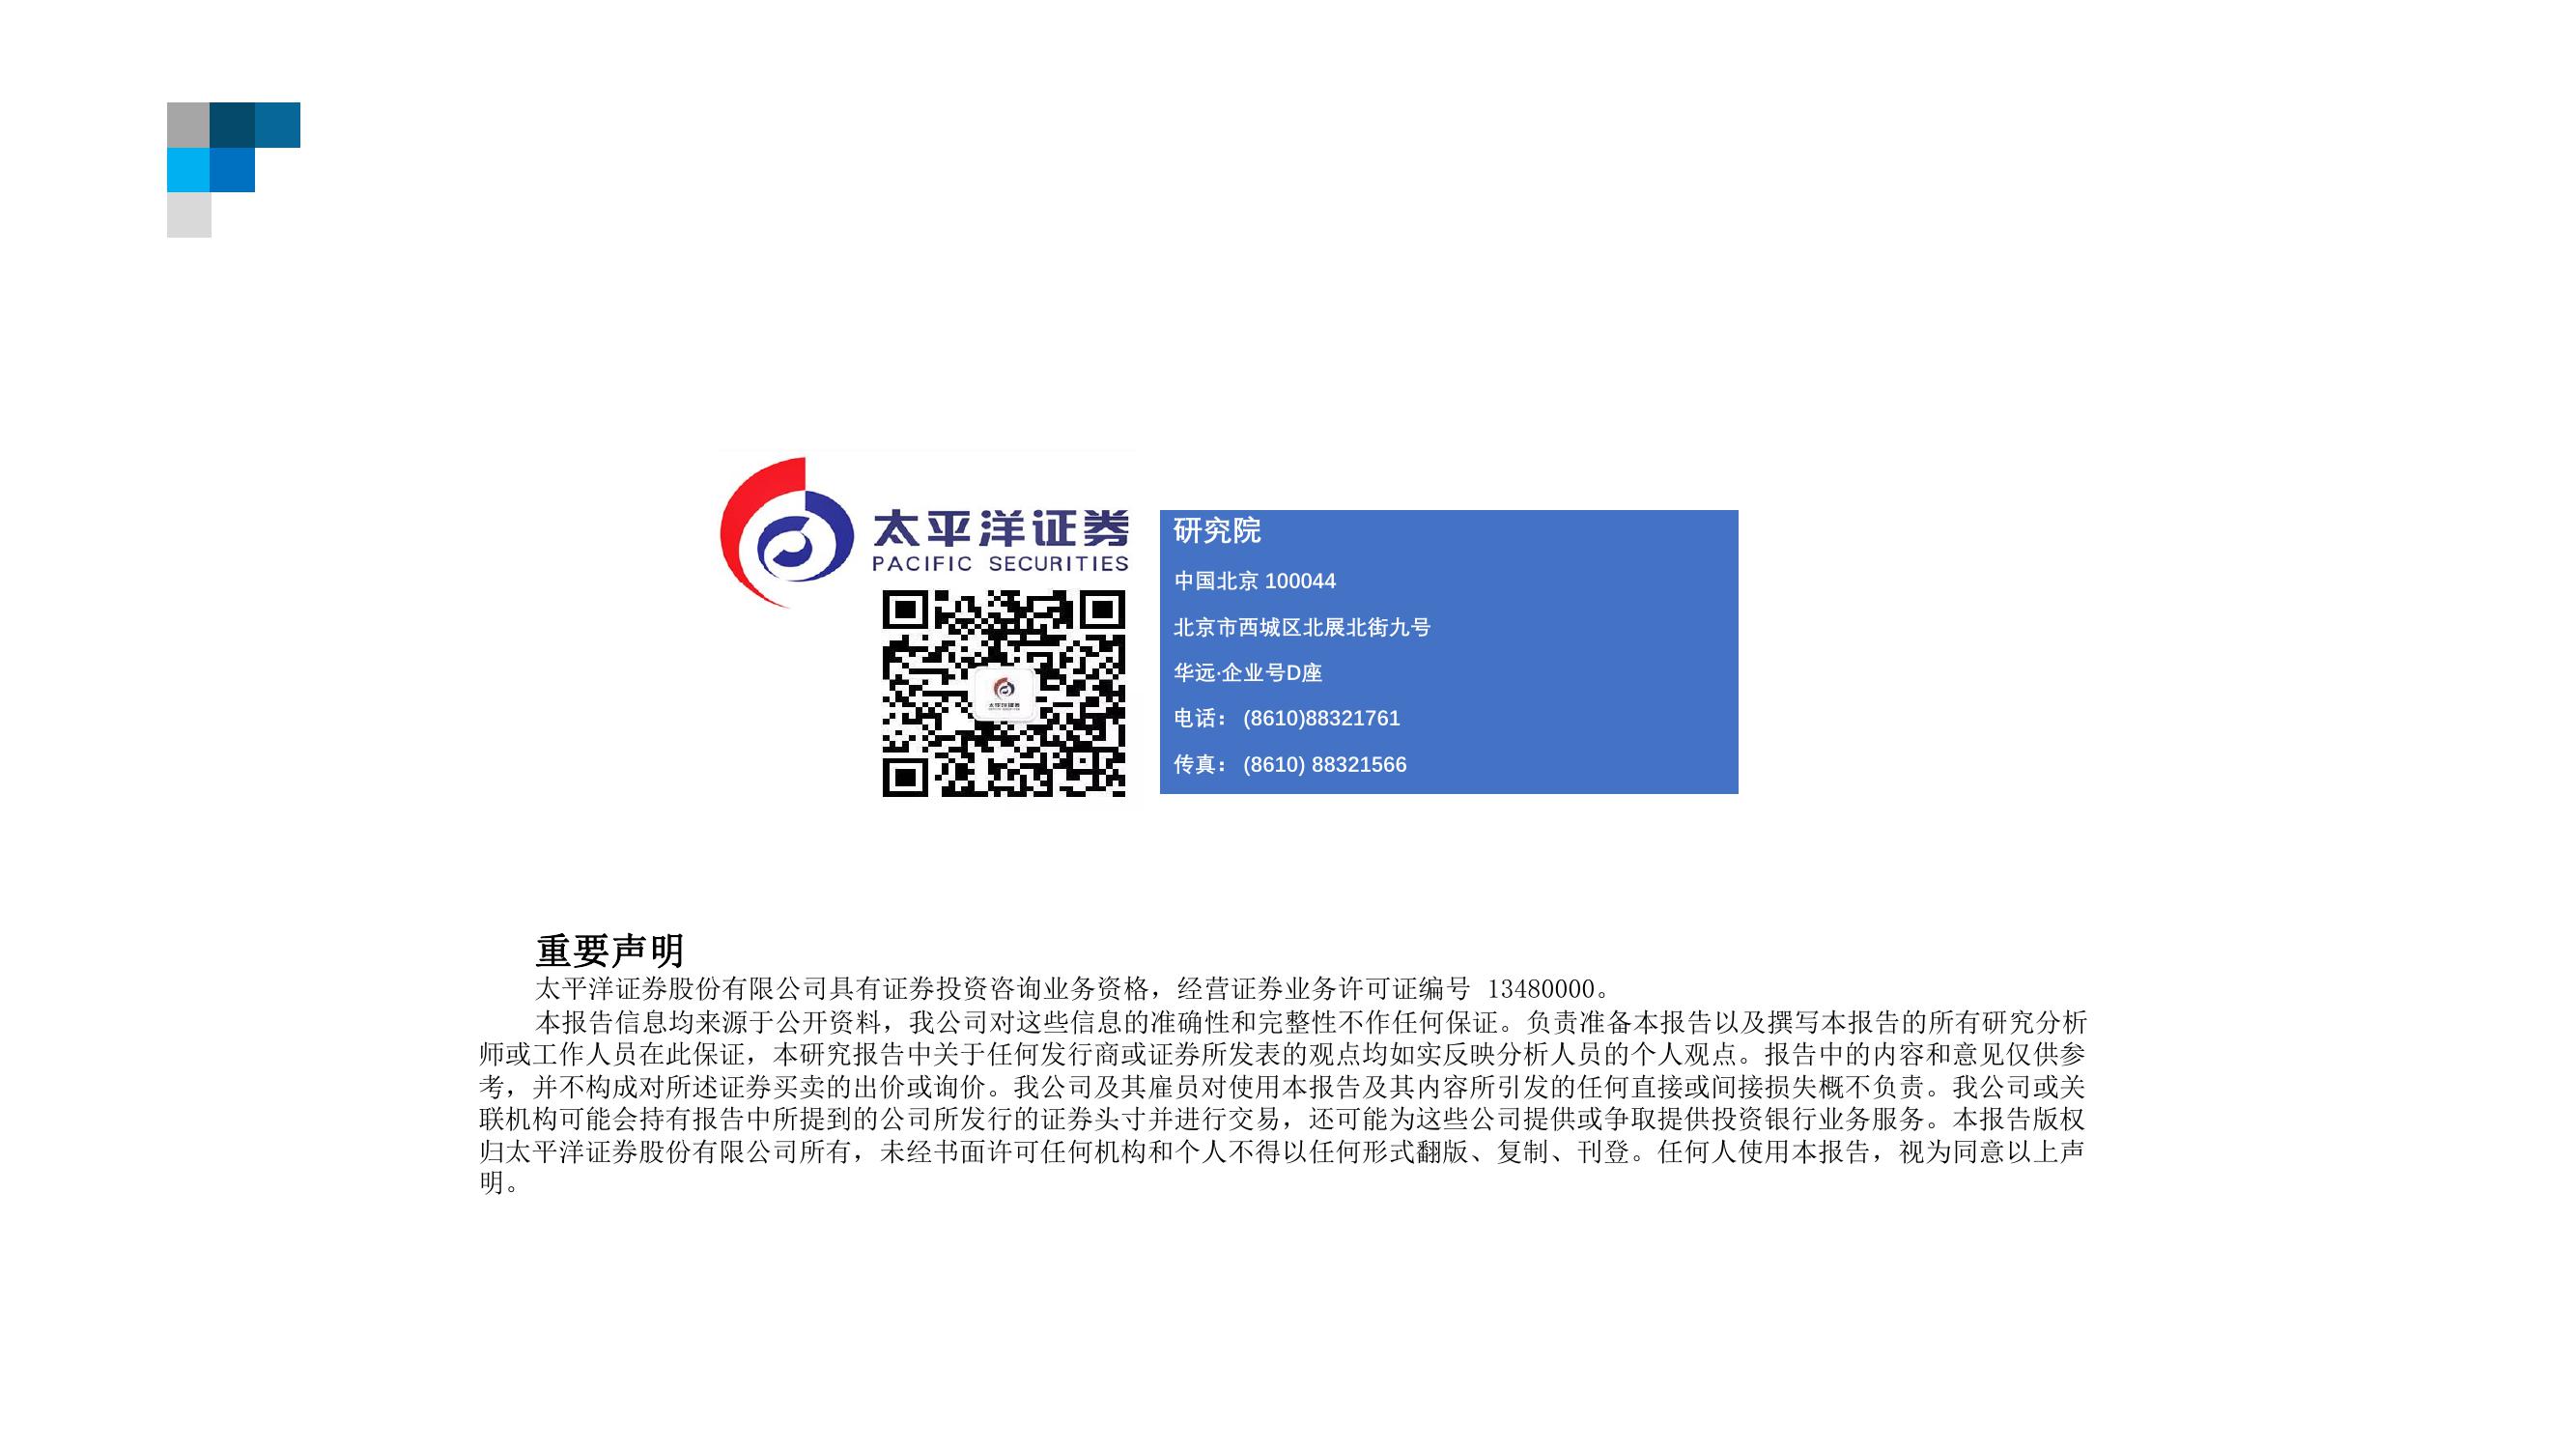 太平洋证券
PACIFIC SECURITIES
研究院
中国北京 100044
北京市西城区北展北街九号
华远·企业号D座
电话： (8610)88321761
传真： (8610) 88321566
重要声明
太平洋证券股份有限公司具有证券投资咨询业务资格，经营证券业务许可证编号 13480000。
本报告信息均来源于公开资料，我公司对这些信息的准确性和完整性不作任何保证。负责准备本报告以及撰写本报告的所有研究分析
师或工作人员在此保证，本研究报告中关于任何发行商或证券所发表的观点均如实反映分析人员的个人观点。报告中的内容和意见仅供参
考，并不构成对所述证券买卖的出价或询价。我公司及其雇员对使用本报告及其内容所引发的任何直接或间接损失概不负责。我公司或关
联机构可能会持有报告中所提到的公司所发行的证券头寸并进行交易，还可能为这些公司提供或争取提供投资银行业务服务。本报告版权
归太平洋证券股份有限公司所有，未经书面许可任何机构和个人不得以任何形式翻版、复制、刊登。任何人使用本报告，视为同意以上声
明。